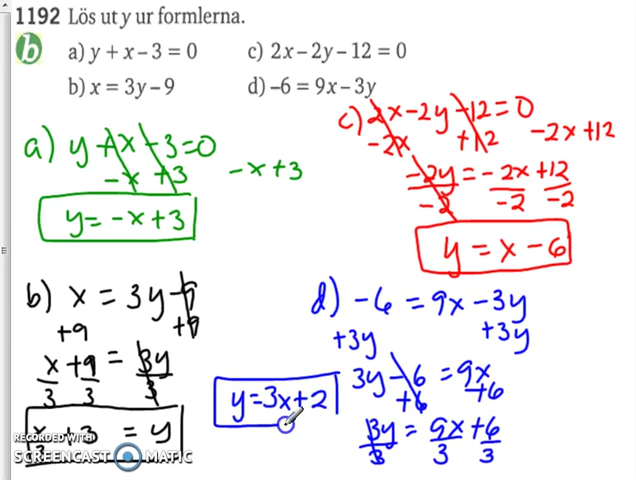 1192 Lös ut y ur formlerna.
b
a) y + x − 3 = 0
c) 2x − 2y − 12 = 0
b) x = 3y − 9
d) −6 = 9x − 3y
a) y + x − 3 = 0
−x +3 −x + 3
y = −x + 3
b) x = 3y − 9
+9 +9
x/3 + 9/3 = 3y/3
x/3 + 3 = y
c) 2x − 2y − 12 = 0
−2x +12 −2x + 12
−2y/−2 = −2x/−2 + 12/−2
y = x − 6
d) −6 = 9x − 3y
+3y +3y
3y − 6 = 9x
+6 +6
3y/3 = 9x/3 + 6/3
y = 3x + 2
RECORDED WITH
SCREENCAST MATIC